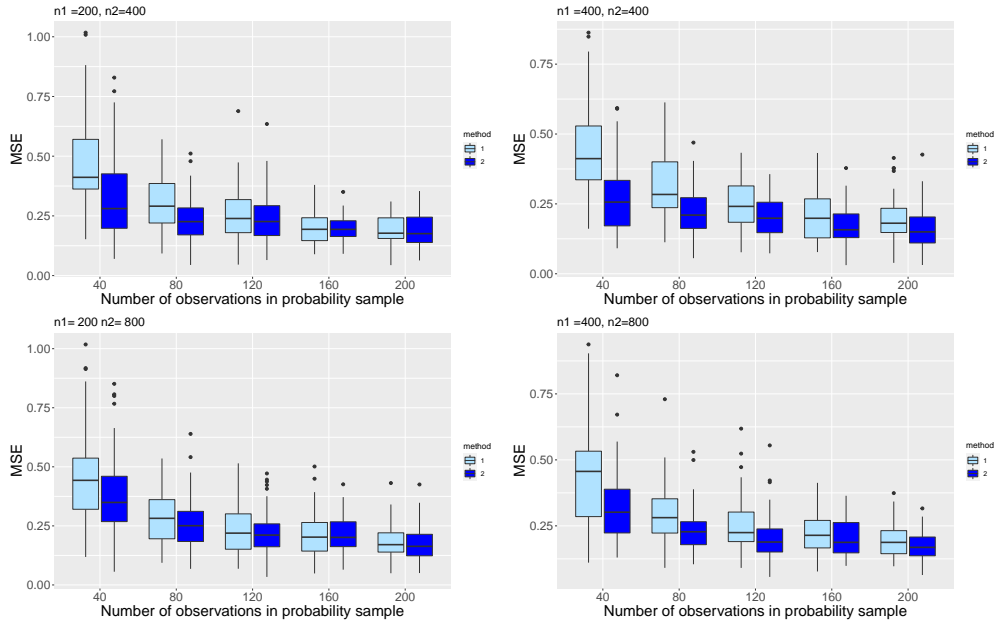 n1 =200, n2=400
1.00
0.75
0.50
0.25
0.00
MSE
40 80 120 160 200
Number of observations in probability sample
method
1
2
n1 =400, n2=400
0.75
0.50
0.25
0.00
MSE
40 80 120 160 200
Number of observations in probability sample
method
1
2
n1= 200 n2= 800
1.00
0.75
0.50
0.25
0.00
MSE
40 80 120 160 200
Number of observations in probability sample
method
1
2
n1 =400, n2=800
0.75
0.50
0.25
MSE
40 80 120 160 200
Number of observations in probability sample
method
1
2